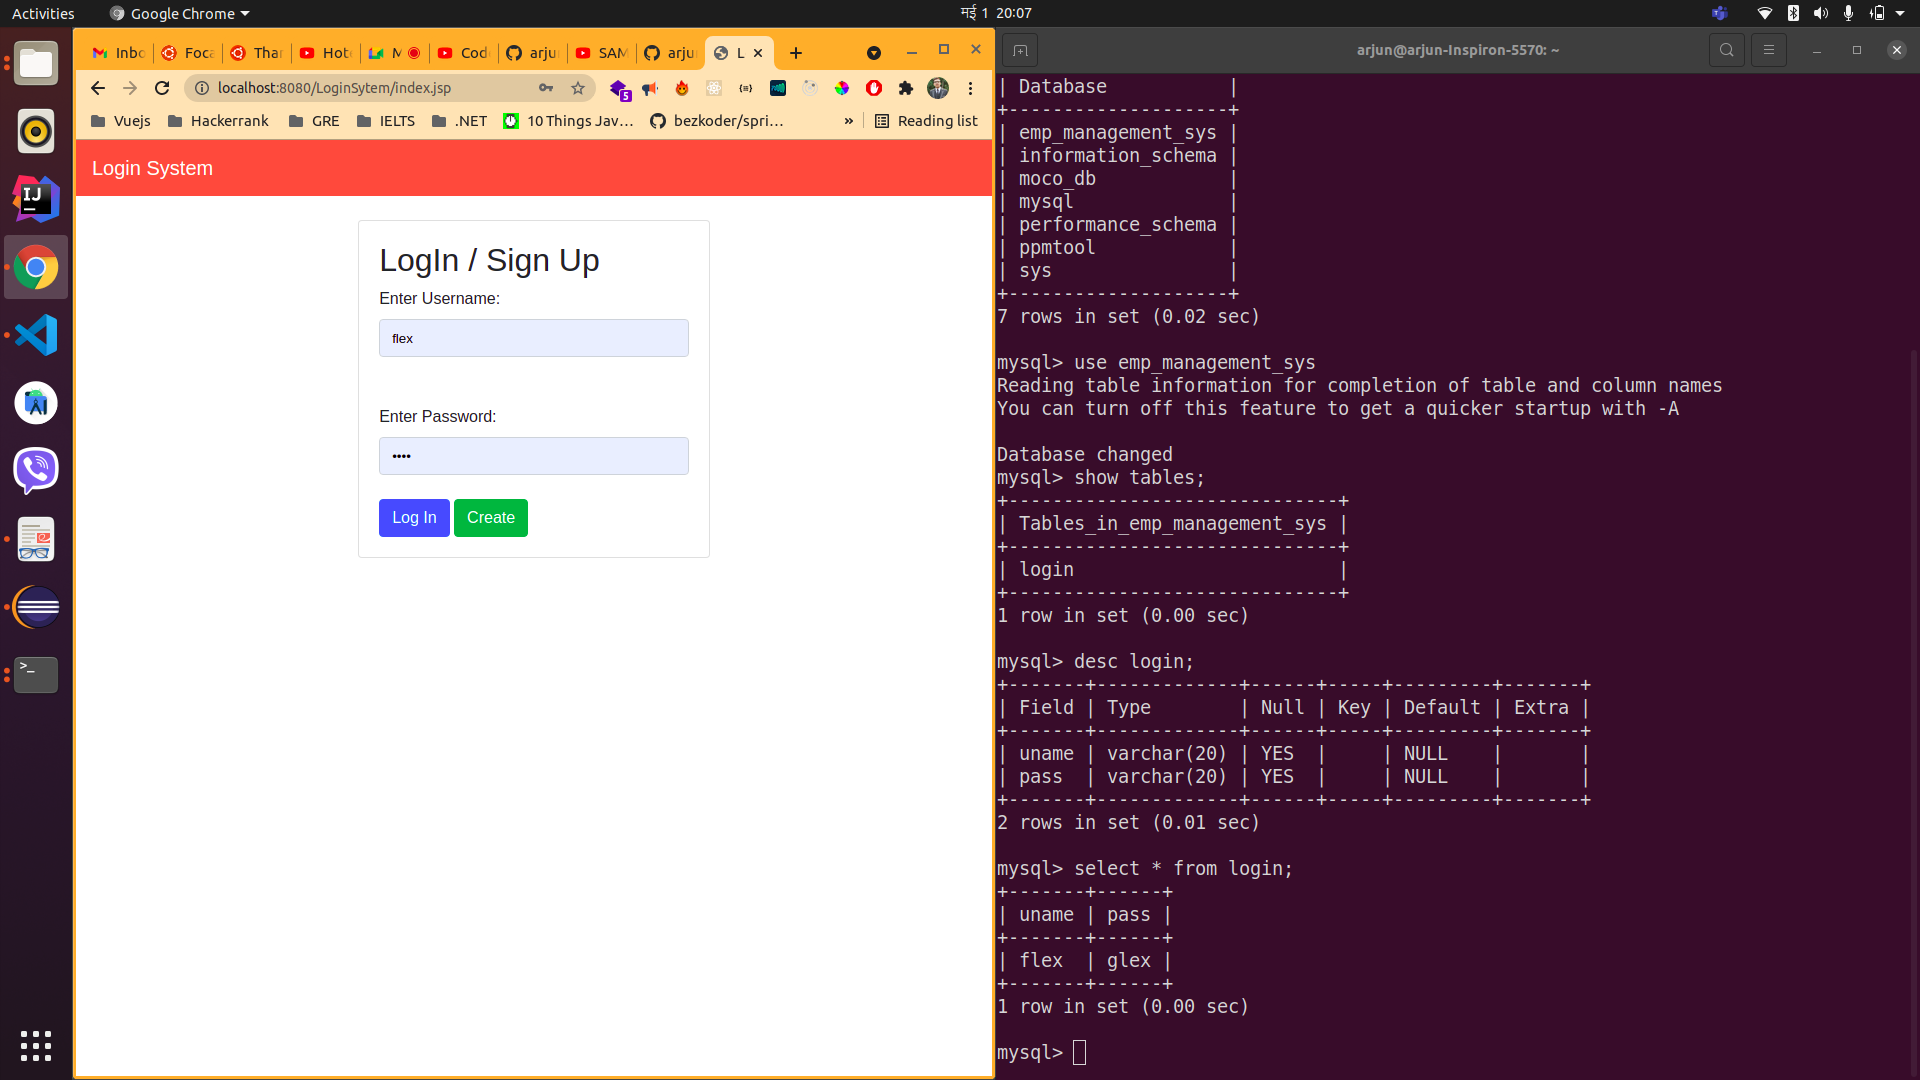 Activities
Google Chrome
मई 1 20:07
Inbo
Foca
Thar
Hote
M
Cod
arju
SAM
arju
L
localhost:8080/LoginSytem/index.jsp
5
Vuejs
Hackerrank
GRE
IELTS
.NET
10 Things Jav...
bezkoder/spri...
»
Reading list
Login System
LogIn / Sign Up
Enter Username:
flex
Enter Password:
••••
Log In
Create
arjun@arjun-Inspiron-5570: ~
| Database           |
+--------------------+
| emp_management_sys |
| information_schema |
| moco_db            |
| mysql              |
| performance_schema |
| ppmtool            |
| sys                |
+--------------------+
7 rows in set (0.02 sec)
mysql> use emp_management_sys
Reading table information for completion of table and column names
You can turn off this feature to get a quicker startup with -A
Database changed
mysql> show tables;
+------------------------------+
| Tables_in_emp_management_sys |
+------------------------------+
| login                        |
+------------------------------+
1 row in set (0.00 sec)
mysql> desc login;
+-------+-------------+------+-----+---------+-------+
| Field | Type        | Null | Key | Default | Extra |
+-------+-------------+------+-----+---------+-------+
| uname | varchar(20) | YES  |     | NULL    |       |
| pass  | varchar(20) | YES  |     | NULL    |       |
+-------+-------------+------+-----+---------+-------+
2 rows in set (0.01 sec)
mysql> select * from login;
+-------+------+
| uname | pass |
+-------+------+
| flex  | glex |
+-------+------+
1 row in set (0.00 sec)
mysql>